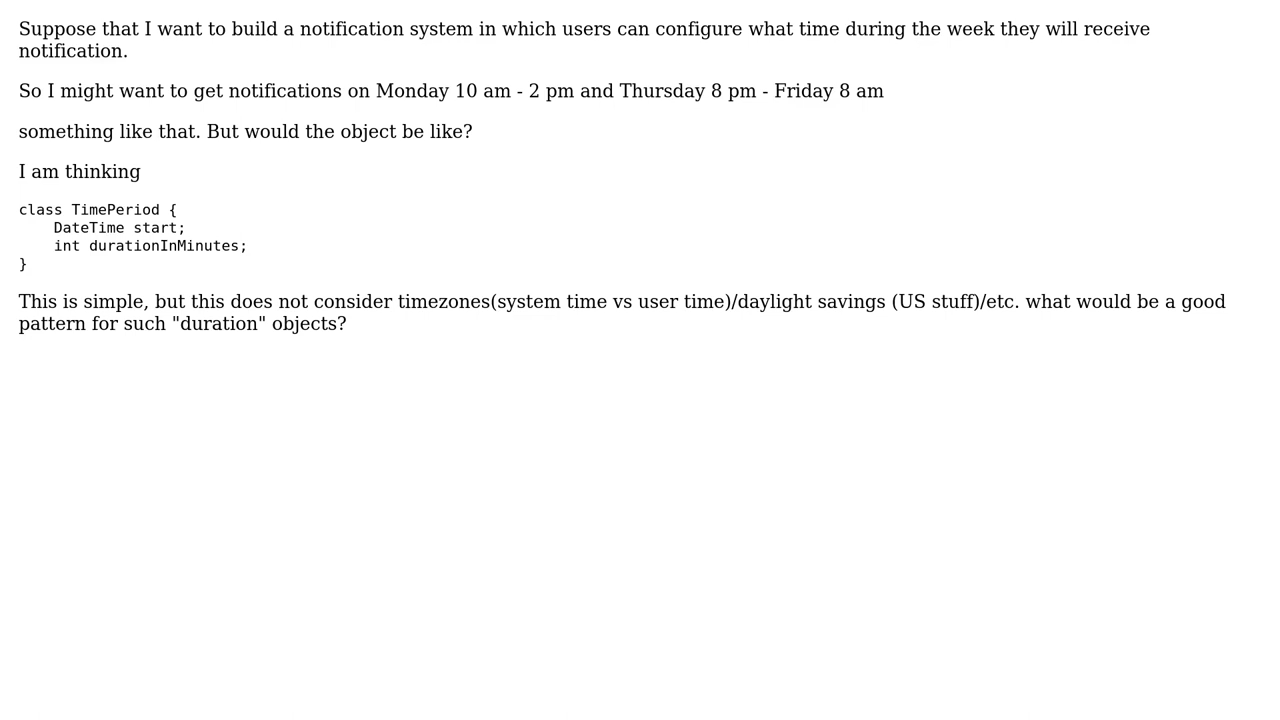 Suppose that I want to build a notification system in which users can configure what time during the week they will receive
notification.
So I might want to get notifications on Monday 10 am - 2 pm and Thursday 8 pm - Friday 8 am
something like that. But would the object be like?
I am thinking
class TimePeriod {
    DateTime start;
    int durationInMinutes;
}
This is simple, but this does not consider timezones(system time vs user time)/daylight savings (US stuff)/etc. what would be a good
pattern for such "duration" objects?